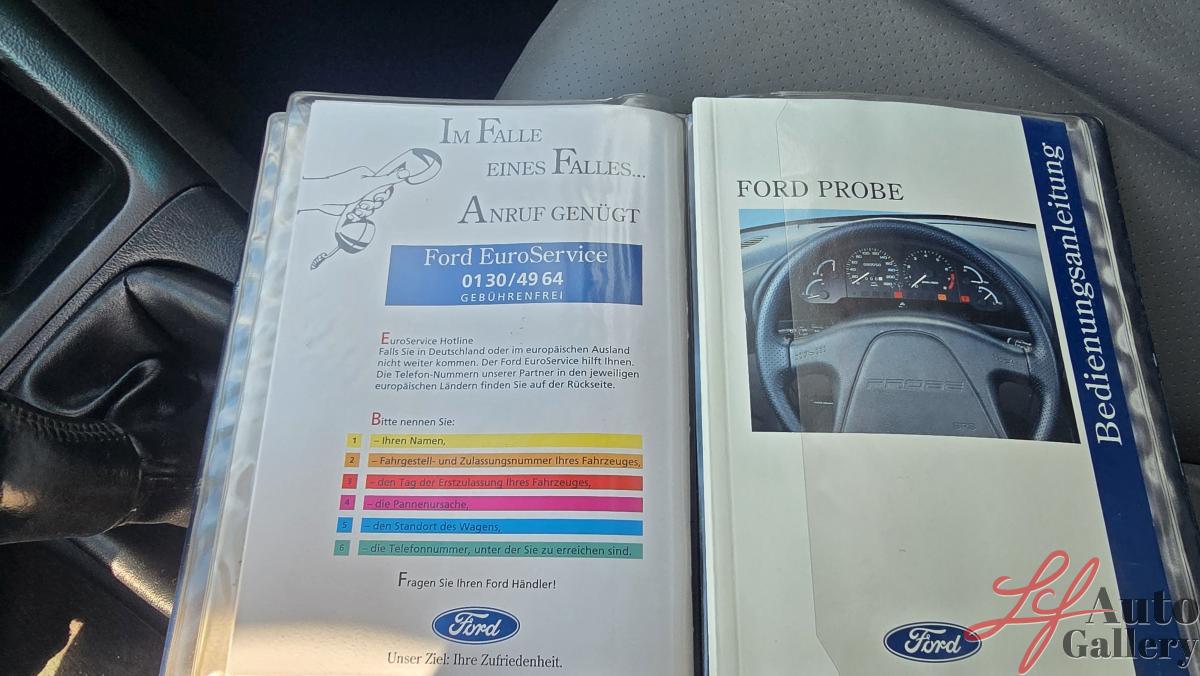 IM FALLE
EINES FALLES...
ANRUF GENÜGT
Ford EuroService
0130/4964
GEBÜHRENFREI
EuroService Hotline
Falls Sie in Deutschland oder im europäischen Ausland
nicht weiter kommen. Der Ford EuroService hilft Ihnen.
Die Telefon-Nummern unserer Partner in den jeweiligen
europäischen Ländern finden Sie auf der Rückseite.
Bitte nennen Sie:
1 – Ihren Namen,
2 – Fahrgestell- und Zulassungsnummer Ihres Fahrzeuges,
3 – den Tag der Erstzulassung Ihres Fahrzeuges,
4 – die Pannenursache,
5 – den Standort des Wagens,
6 – die Telefonnummer, unter der Sie zu erreichen sind.
Fragen Sie Ihren Ford Händler!
Ford
Unser Ziel: Ihre Zufriedenheit.
FORD PROBE
PROBE
SRS
Bedienungsanleitung
Ford
Lcf Auto
Gallery